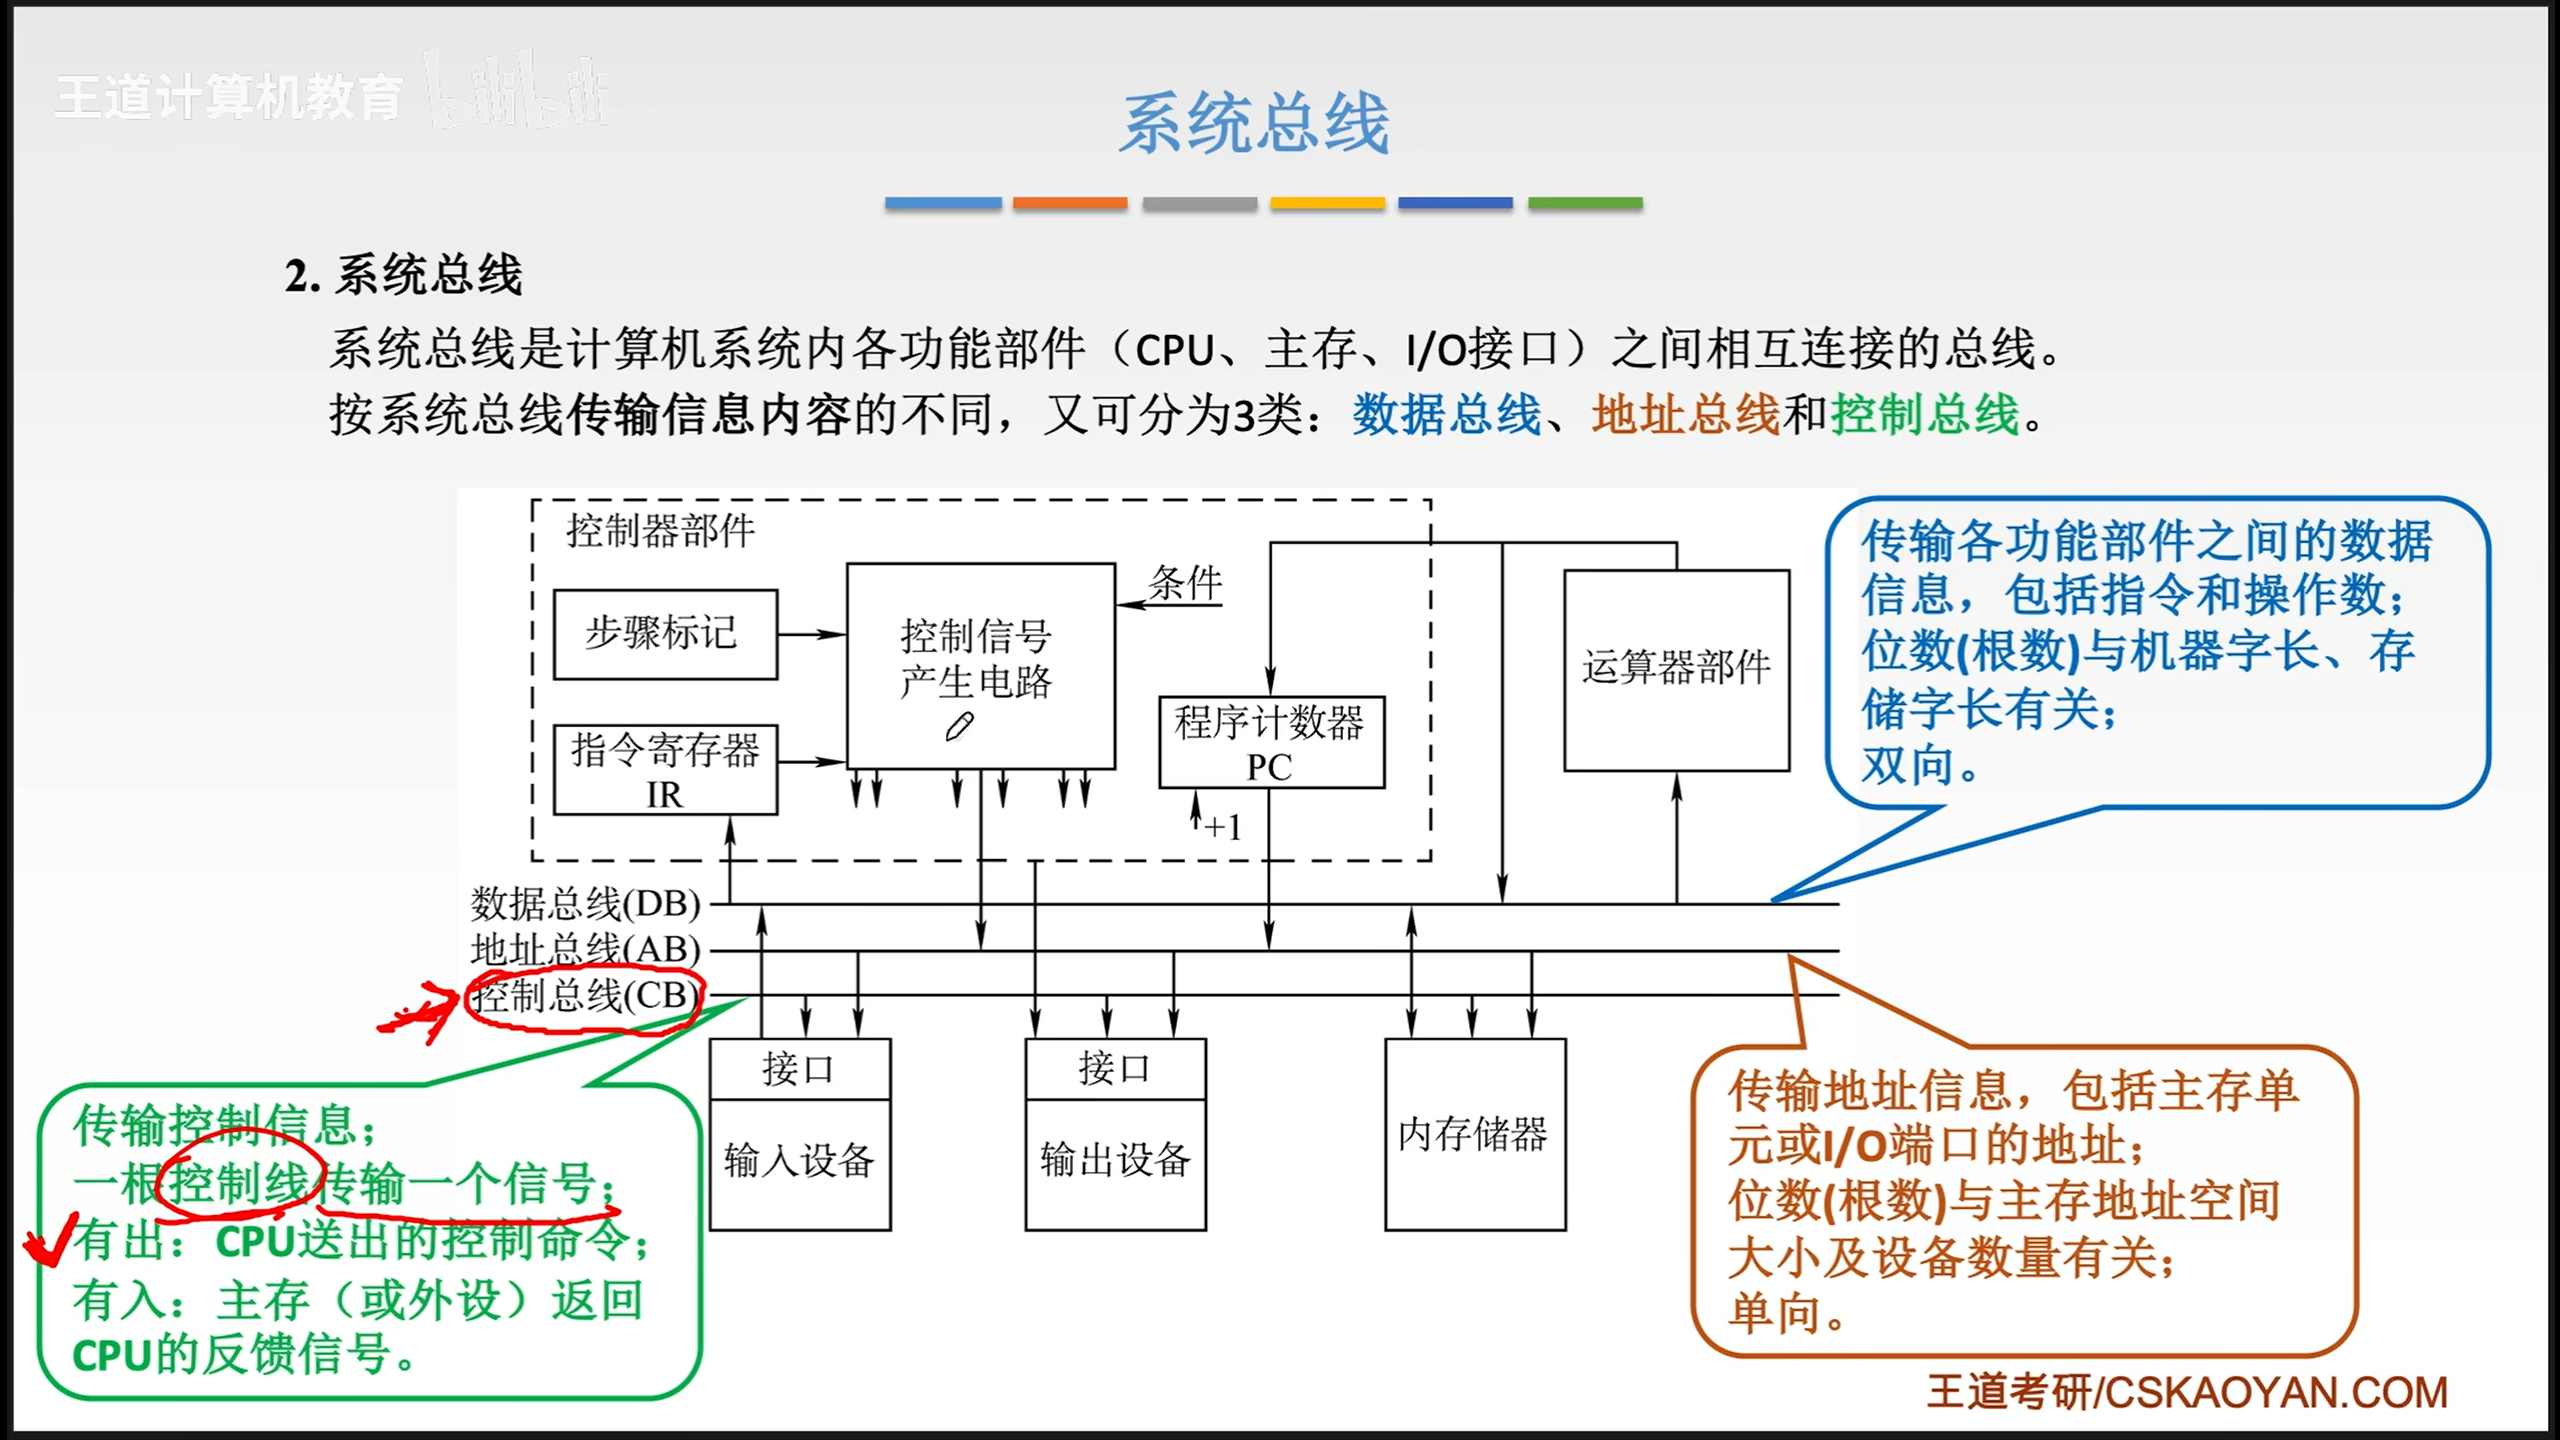 王道计算机教育 bilibili
系统总线
2. 系统总线
系统总线是计算机系统内各功能部件（CPU、主存、I/O接口）之间相互连接的总线。
按系统总线传输信息内容的不同，又可分为3类：数据总线、地址总线和控制总线。
控制器部件
步骤标记
控制信号
产生电路
条件
指令寄存器
IR
程序计数器
PC
+1
运算器部件
数据总线(DB)
地址总线(AB)
控制总线(CB)
接口
输入设备
接口
输出设备
内存储器
传输各功能部件之间的数据
信息，包括指令和操作数；
位数(根数)与机器字长、存
储字长有关；
双向。
传输控制信息；
一根控制线传输一个信号；
有出：CPU送出的控制命令；
有入：主存（或外设）返回
CPU的反馈信号。
传输地址信息，包括主存单
元或I/O端口的地址；
位数(根数)与主存地址空间
大小及设备数量有关；
单向。
王道考研/CSKAOYAN.COM